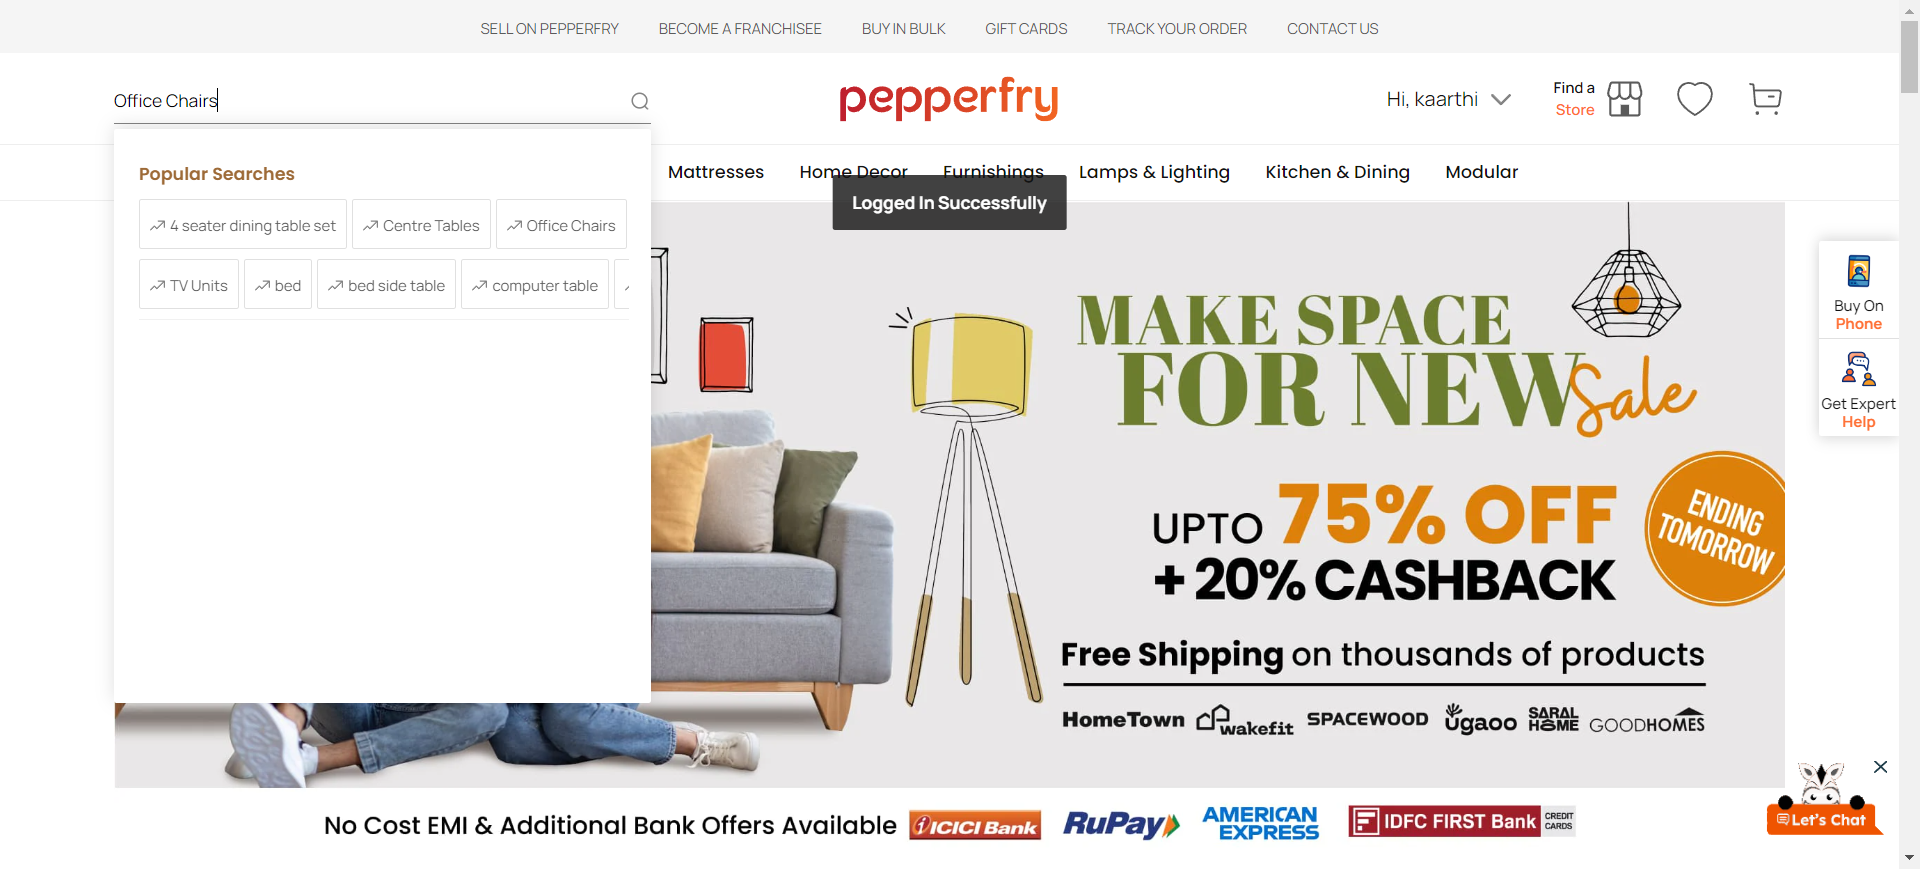 SELL ON PEPPERFRY BECOME A FRANCHISEE BUY IN BULK GIFT CARDS TRACK YOUR ORDER CONTACT US
Office Chairs
pepperfry
Hi, kaarthi
Find a
Store
Popular Searches
4 seater dining table set Centre Tables Office Chairs
TV Units bed bed side table computer table
Mattresses Home Decor Furnishings Lamps & Lighting Kitchen & Dining Modular
Logged In Successfully
MAKE SPACE
FOR NEW
Sale
UPTO 75% OFF
+ 20% CASHBACK
ENDING
TOMORROW
Free Shipping on thousands of products
HomeTown wakefit SPACEWOOD Ugaoo SARAL HOME GOODHOMES
Buy On
Phone
Get Expert
Help
No Cost EMI & Additional Bank Offers Available ICICI Bank RuPay AMERICAN EXPRESS IDFC FIRST Bank CREDIT CARDS
Let's Chat